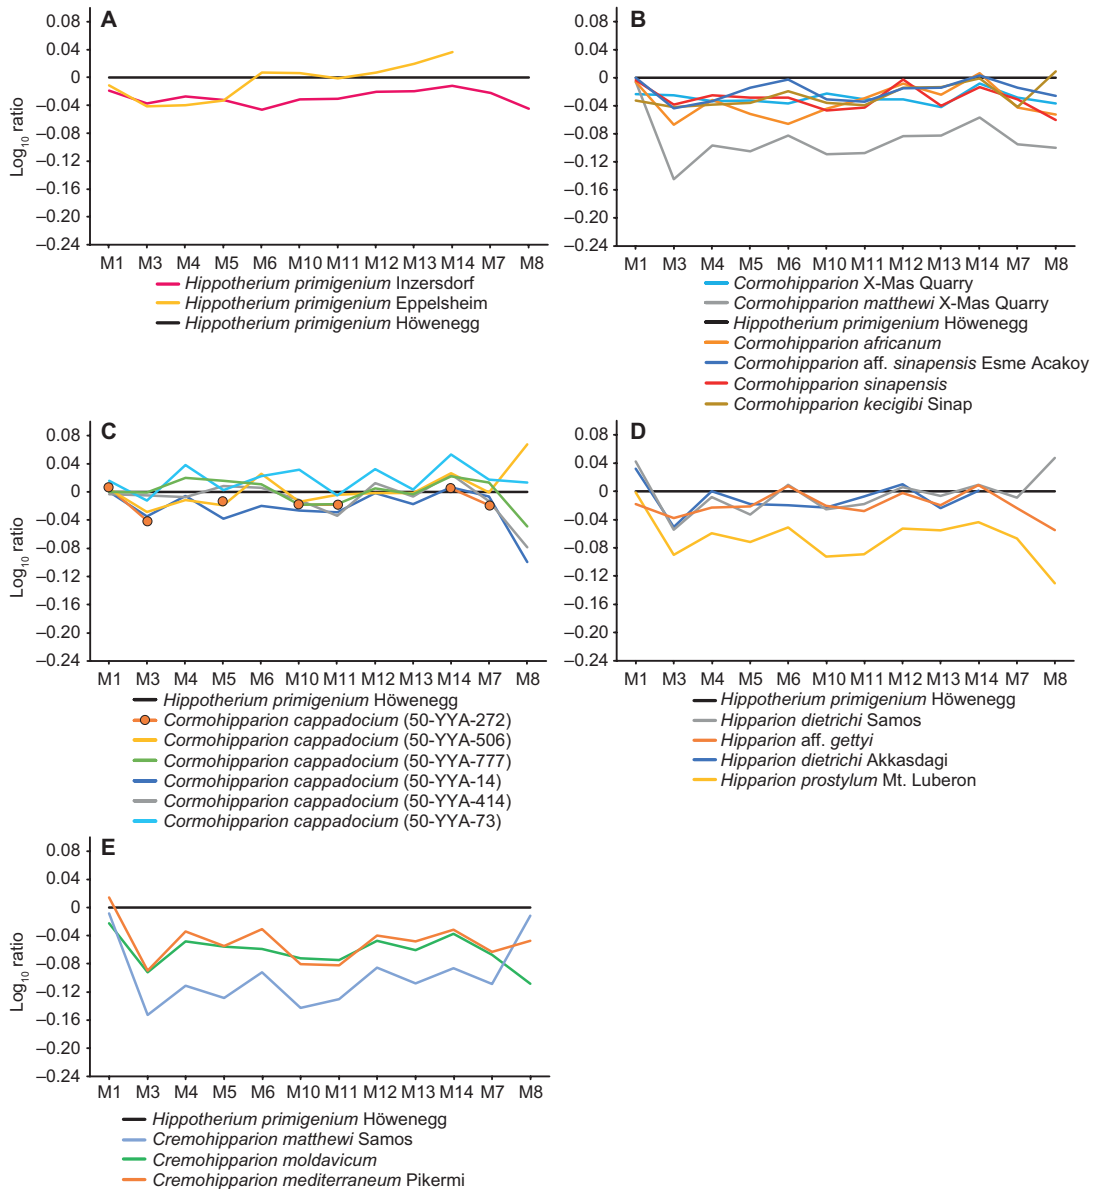 A
0.08
0.04
0
–0.04
–0.08
–0.12
–0.16
–0.20
–0.24
Log10 ratio
M1 M3 M4 M5 M6 M10 M11 M12 M13 M14 M7 M8
Hippotherium primigenium Inzersdorf
Hippotherium primigenium Eppelsheim
Hippotherium primigenium Höwenegg
B
0.08
0.04
0
–0.04
–0.08
–0.12
–0.16
–0.20
–0.24
M1 M3 M4 M5 M6 M10 M11 M12 M13 M14 M7 M8
Cormohipparion X-Mas Quarry
Cormohipparion matthewi X-Mas Quarry
Hippotherium primigenium Höwenegg
Cormohipparion africanum
Cormohipparion aff. sinapensis Esme Acakoy
Cormohipparion sinapensis
Cormohipparion kecigibi Sinap
C
0.08
0.04
0
–0.04
–0.08
–0.12
–0.16
–0.20
–0.24
Log10 ratio
M1 M3 M4 M5 M6 M10 M11 M12 M13 M14 M7 M8
Hippotherium primigenium Höwenegg
Cormohipparion cappadocium (50-YYA-272)
Cormohipparion cappadocium (50-YYA-506)
Cormohipparion cappadocium (50-YYA-777)
Cormohipparion cappadocium (50-YYA-14)
Cormohipparion cappadocium (50-YYA-414)
Cormohipparion cappadocium (50-YYA-73)
D
0.08
0.04
0
–0.04
–0.08
–0.12
–0.16
–0.20
–0.24
M1 M3 M4 M5 M6 M10 M11 M12 M13 M14 M7 M8
Hippotherium primigenium Höwenegg
Hipparion dietrichi Samos
Hipparion aff. gettyi
Hipparion dietrichi Akkasdagi
Hipparion prostylum Mt. Luberon
E
0.08
0.04
0
–0.04
–0.08
–0.12
–0.16
–0.20
–0.24
Log10 ratio
M1 M3 M4 M5 M6 M10 M11 M12 M13 M14 M7 M8
Hippotherium primigenium Höwenegg
Cremohipparion matthewi Samos
Cremohipparion moldavicum
Cremohipparion mediterraneum Pikermi